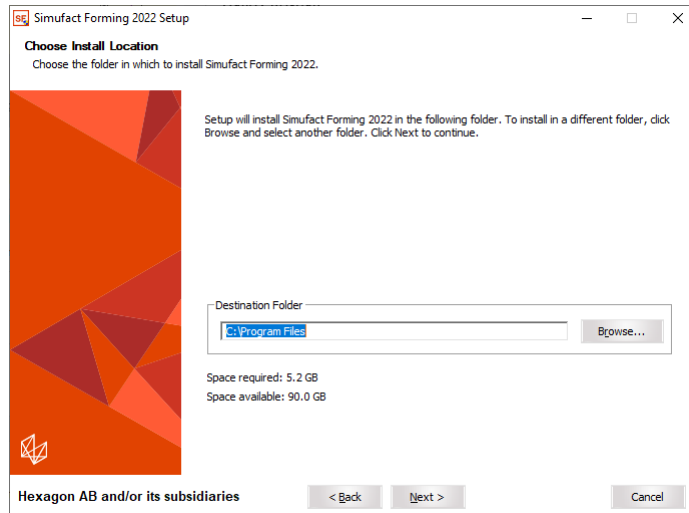 SF Simufact Forming 2022 Setup
Choose Install Location
Choose the folder in which to install Simufact Forming 2022.
Setup will install Simufact Forming 2022 in the following folder. To install in a different folder, click
Browse and select another folder. Click Next to continue.
Destination Folder
C:\Program Files
Browse...
Space required: 5.2 GB
Space available: 90.0 GB
Hexagon AB and/or its subsidiaries
< Back
Next >
Cancel